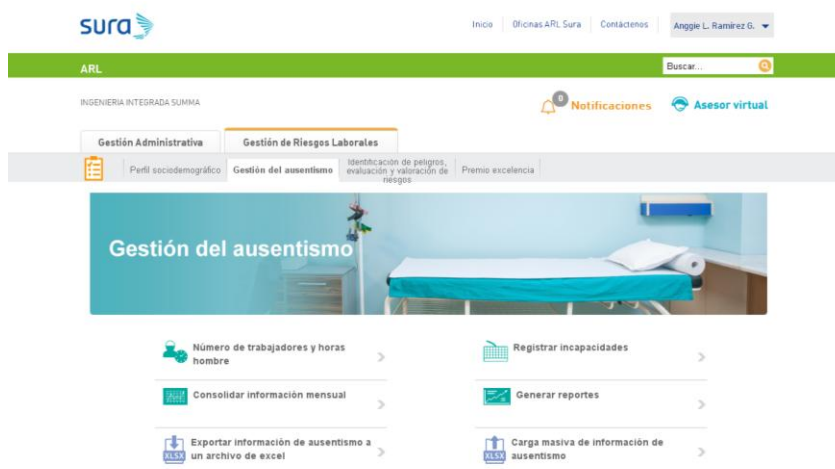 sura
Inicio
Oficinas ARL Sura
Contáctenos
Anggie L. Ramírez G.
ARL
Buscar...
INGENIERIA INTEGRADA SUMMA
0
Notificaciones
Asesor virtual
Gestión Administrativa
Gestión de Riesgos Laborales
Perfil sociodemográfico
Gestión del ausentismo
Identificación de peligros,
evaluación y valoración de
riesgos
Premio excelencia
Gestión del ausentismo
Número de trabajadores y horas
hombre
Registrar incapacidades
Consolidar información mensual
Generar reportes
Exportar información de ausentismo a
un archivo de excel
XLSX
Carga masiva de información de
ausentismo
XLSX